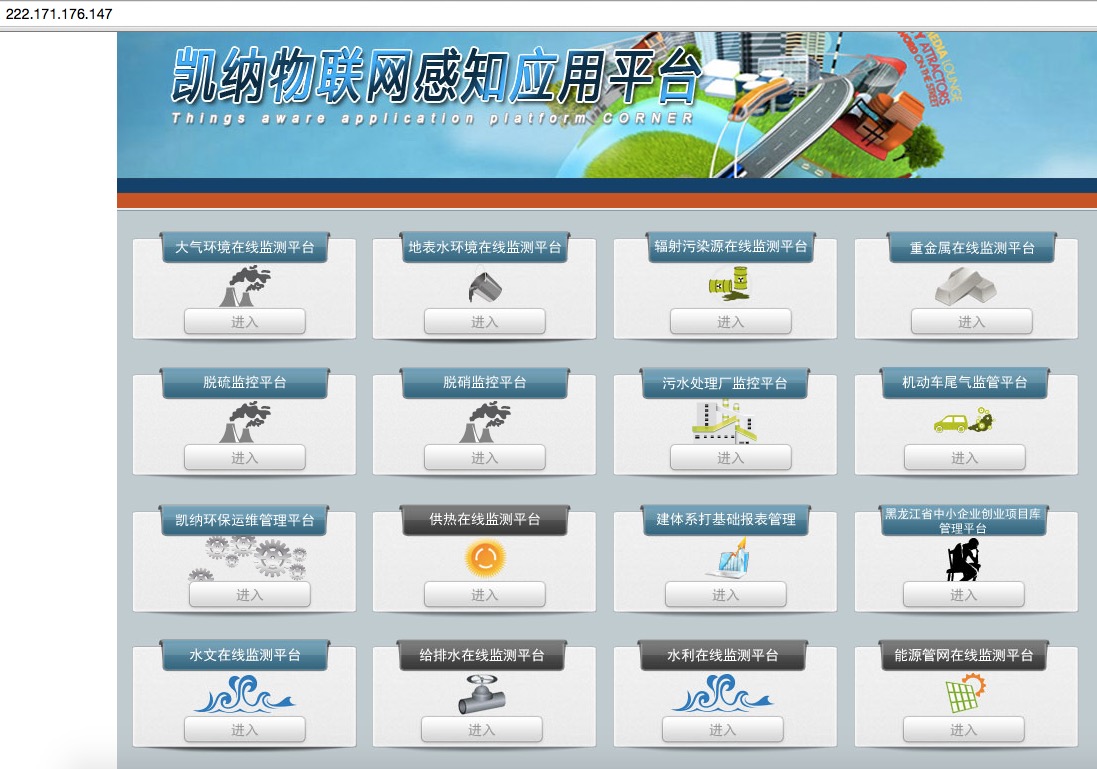 222.171.176.147
凯纳物联网感知应用平台
Things aware application platform CORNER
MEDIA LOUNGE
ATTRACTORS
WORD ON THE STREET
大气环境在线监测平台
地表水环境在线监测平台
辐射污染源在线监测平台
重金属在线监测平台
进入
进入
进入
进入
脱硫监控平台
脱硝监控平台
污水处理厂监控平台
机动车尾气监管平台
进入
进入
进入
进入
凯纳环保运维管理平台
供热在线监测平台
建体系打基础报表管理
黑龙江省中小企业创业项目库
管理平台
进入
进入
进入
进入
水文在线监测平台
给排水在线监测平台
水利在线监测平台
能源管网在线监测平台
进入
进入
进入
进入